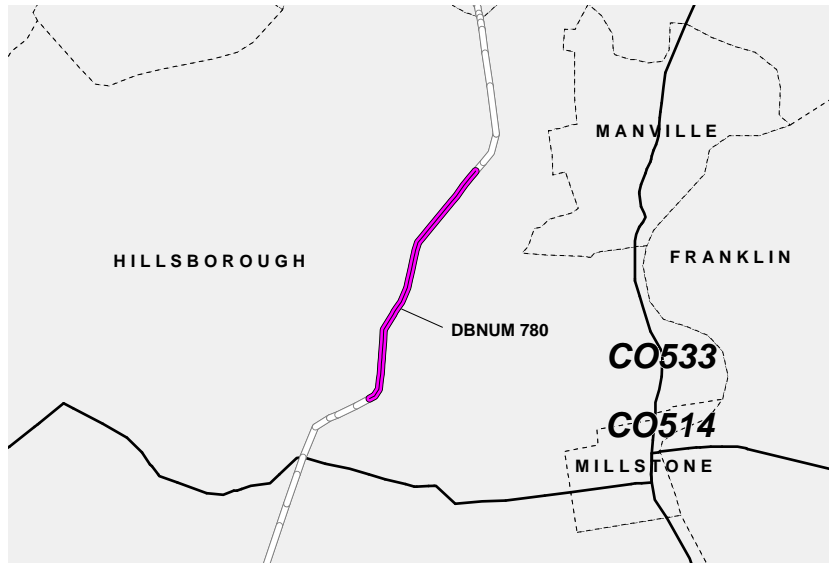 MANVILLE
HILLSBOROUGH
FRANKLIN
DBNUM 780
CO533
CO514
MILLSTONE